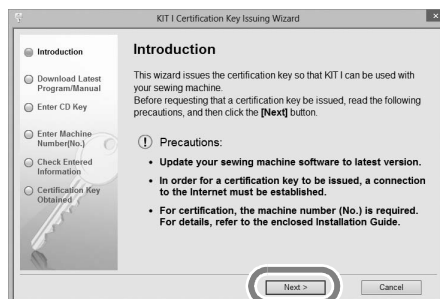 KIT I Certification Key Issuing Wizard
Introduction
Download Latest
Program/Manual
Enter CD Key
Enter Machine
Number(No.)
Check Entered
Information
Certification Key
Obtained
Introduction
This wizard issues the certification key so that KIT I can be used with
your sewing machine.
Before requesting that a certification key be issued, read the following
precautions, and then click the [Next] button.
Precautions:
• Update your sewing machine software to latest version.
• In order for a certification key to be issued, a connection
to the Internet must be established.
• For certification, the machine number (No.) is required.
For details, refer to the enclosed Installation Guide.
Next >
Cancel